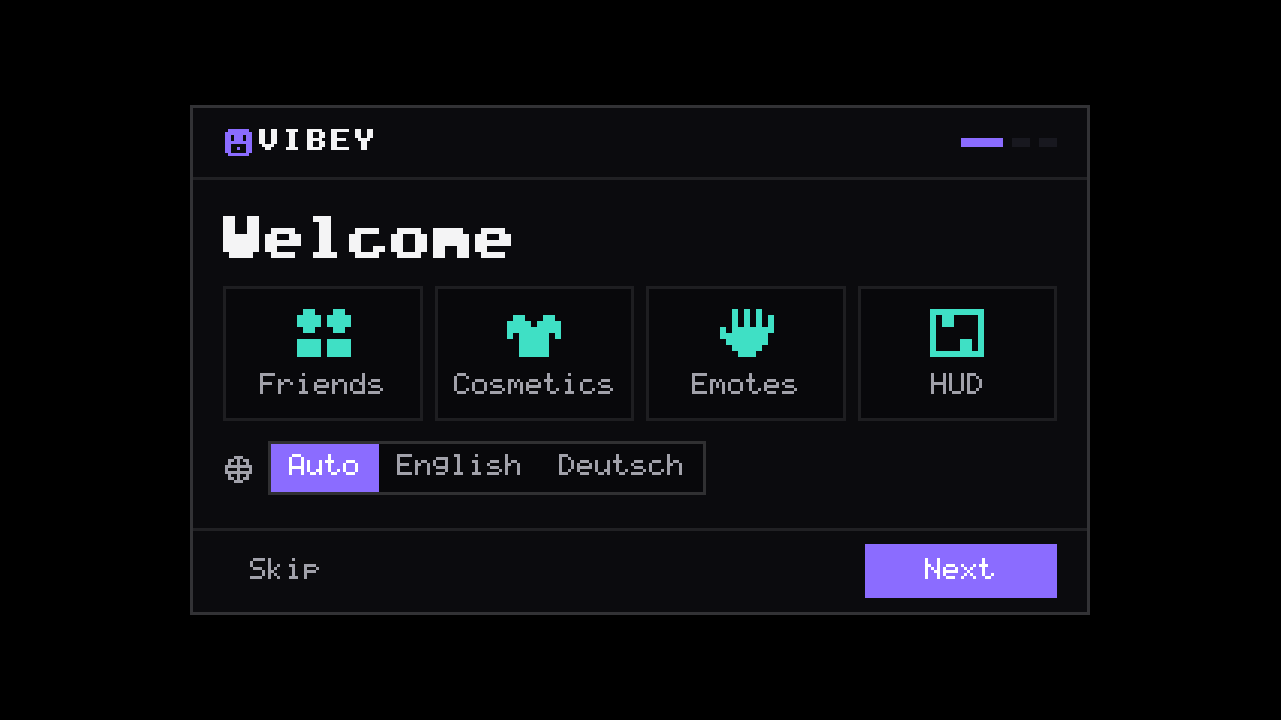 VIBEY
Welcome
Friends Cosmetics Emotes HUD
Auto English Deutsch
Skip Next